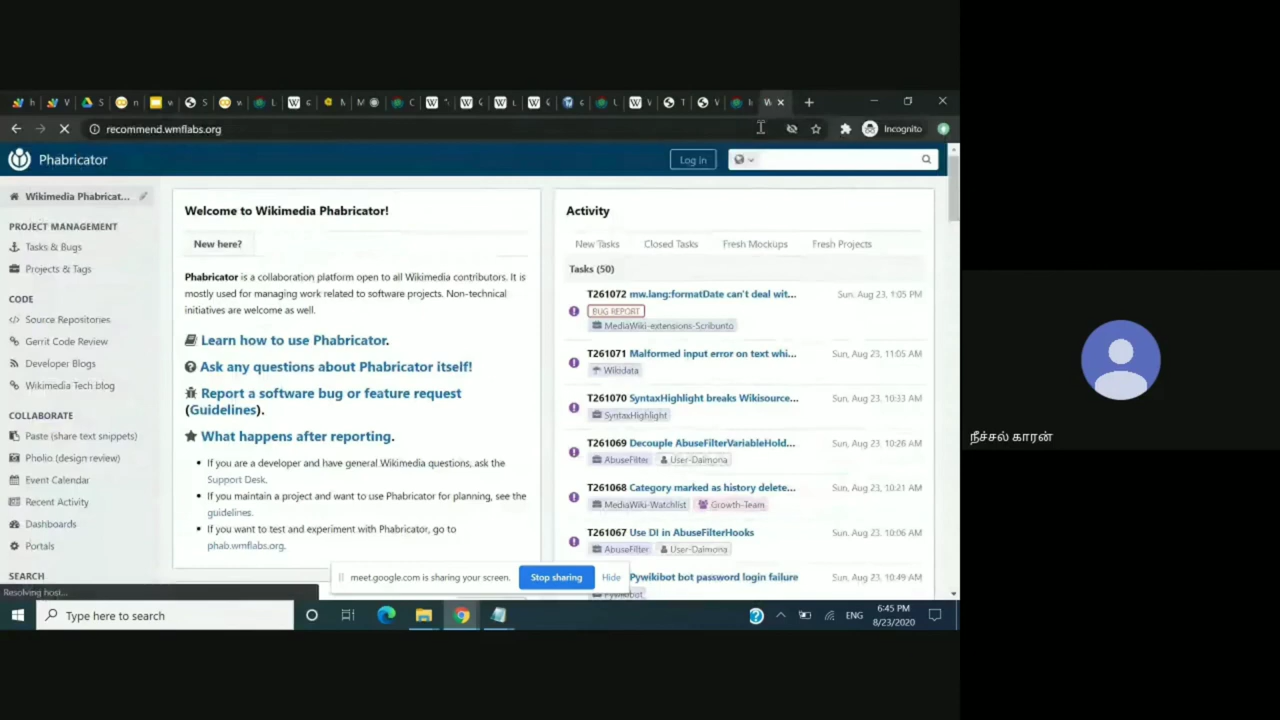 recommend.wmflabs.org
Incognito
Phabricator
Log in
Wikimedia Phabricat...
PROJECT MANAGEMENT
Tasks & Bugs
Projects & Tags
CODE
Source Repositories
Gerrit Code Review
Developer Blogs
Wikimedia Tech blog
COLLABORATE
Paste (share text snippets)
Pholio (design review)
Event Calendar
Recent Activity
Dashboards
Portals
SEARCH
Resolving host...
Welcome to Wikimedia Phabricator!
New here?
Phabricator is a collaboration platform open to all Wikimedia contributors. It is
mostly used for managing work related to software projects. Non-technical
initiatives are welcome as well.
Learn how to use Phabricator.
Ask any questions about Phabricator itself!
Report a software bug or feature request
(Guidelines).
What happens after reporting.
If you are a developer and have general Wikimedia questions, ask the
Support Desk.
If you maintain a project and want to use Phabricator for planning, see the
guidelines.
If you want to test and experiment with Phabricator, go to
phab.wmflabs.org.
Activity
New Tasks Closed Tasks Fresh Mockups Fresh Projects
Tasks (50)
T261072 mw.lang:formatDate can't deal wit... Sun, Aug 23, 1:05 PM
BUG REPORT
MediaWiki-extensions-Scribunto
T261071 Malformed input error on text whi... Sun, Aug 23, 11:05 AM
Wikidata
T261070 SyntaxHighlight breaks Wikisource... Sun, Aug 23, 10:33 AM
SyntaxHighlight
T261069 Decouple AbuseFilterVariableHold... Sun, Aug 23, 10:26 AM
AbuseFilter User-Daimona
T261068 Category marked as history delete... Sun, Aug 23, 10:21 AM
MediaWiki-Watchlist Growth-Team
T261067 Use DI in AbuseFilterHooks Sun, Aug 23, 10:06 AM
AbuseFilter User-Daimona
Pywikibot bot password login failure Sun, Aug 23, 10:49 AM
Pywikibot
meet.google.com is sharing your screen. Stop sharing Hide
Type here to search
ENG
6:45 PM
8/23/2020
நீச்சல் காரன்